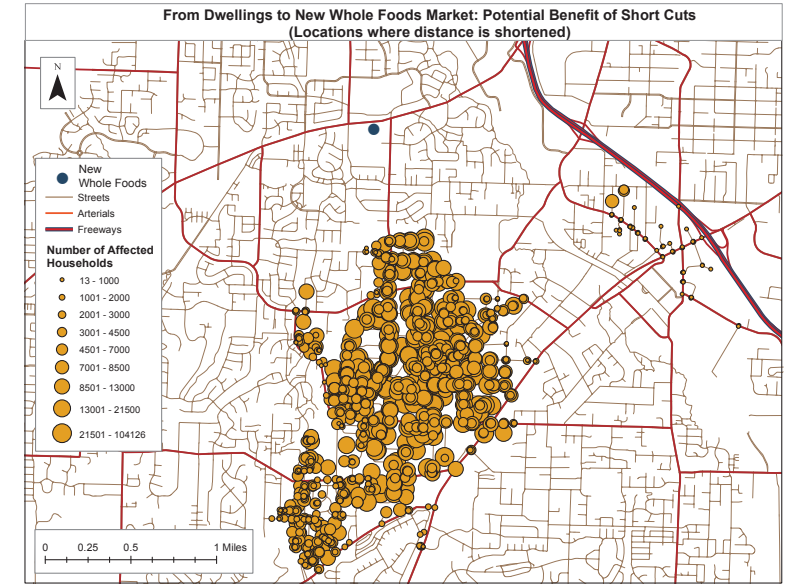 From Dwellings to New Whole Foods Market: Potential Benefit of Short Cuts
(Locations where distance is shortened)
N
New
Whole Foods
Streets
Arterials
Freeways
Number of Affected
Households
13 - 1000
1001 - 2000
2001 - 3000
3001 - 4500
4501 - 7000
7001 - 8500
8501 - 13000
13001 - 21500
21501 - 104126
0 0.25 0.5 1 Miles